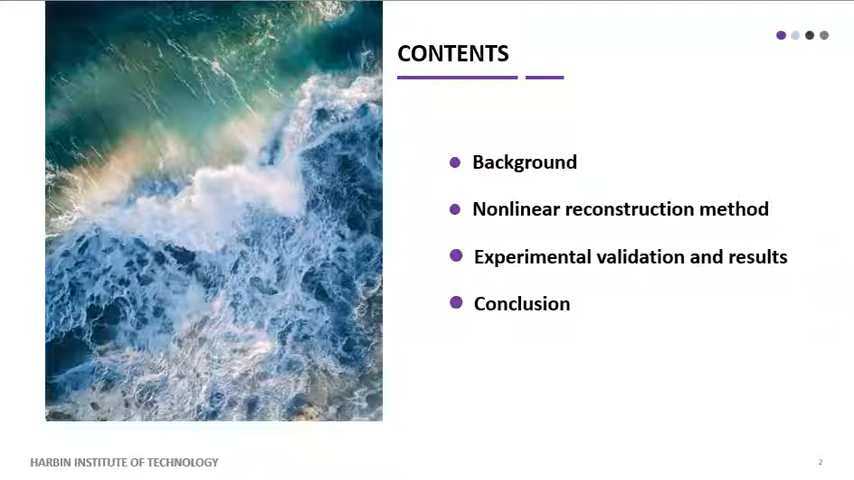 CONTENTS
Background
Nonlinear reconstruction method
Experimental validation and results
Conclusion
HARBIN INSTITUTE OF TECHNOLOGY
2